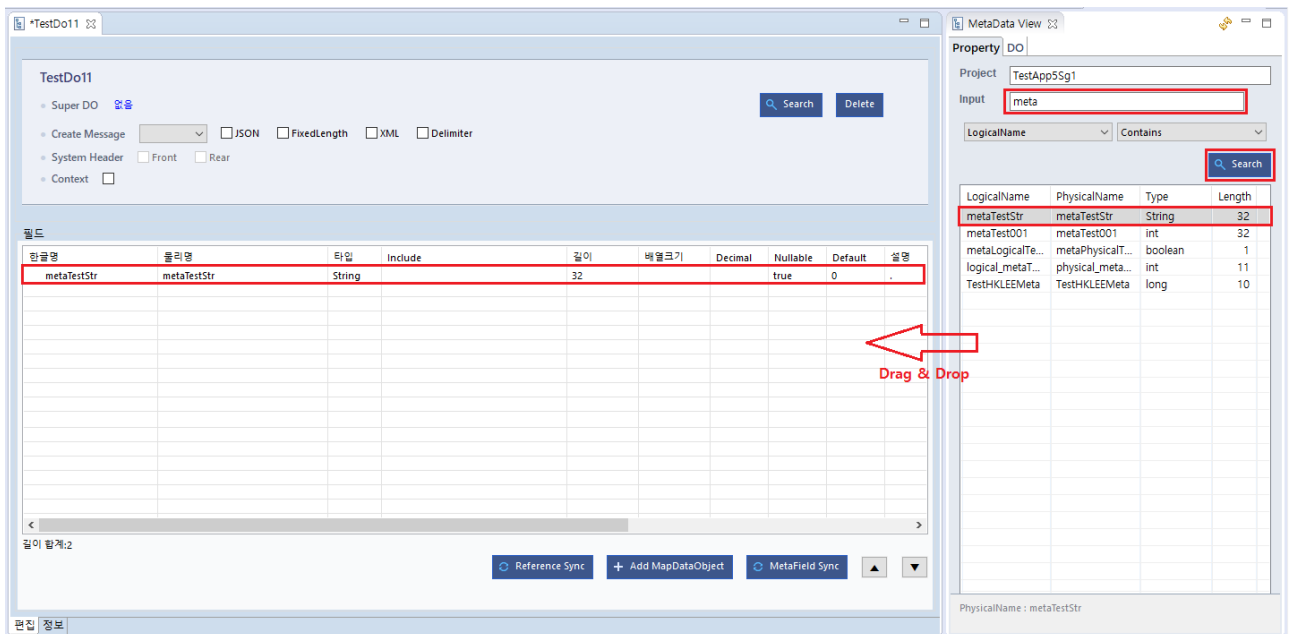 *TestDo11
TestDo11
Super DO 없음
Search Delete
Create Message JSON FixedLength XML Delimiter
System Header Front Rear
Context
필드
한글명 물리명 타입 Include 길이 배열크기 Decimal Nullable Default 설명
metaTestStr metaTestStr String 32 true 0 .
길이 합계:2
Reference Sync + Add MapDataObject MetaField Sync ▲ ▼
편집 정보
Drag & Drop
MetaData View
Property DO
Project TestApp5Sg1
Input meta
LogicalName Contains
Search
LogicalName PhysicalName Type Length
metaTestStr metaTestStr String 32
metaTest001 metaTest001 int 32
metaLogicalTe... metaPhysicalT... boolean 1
logical_metaT... physical_meta... int 11
TestHKLEEMeta TestHKLEEMeta long 10
PhysicalName : metaTestStr